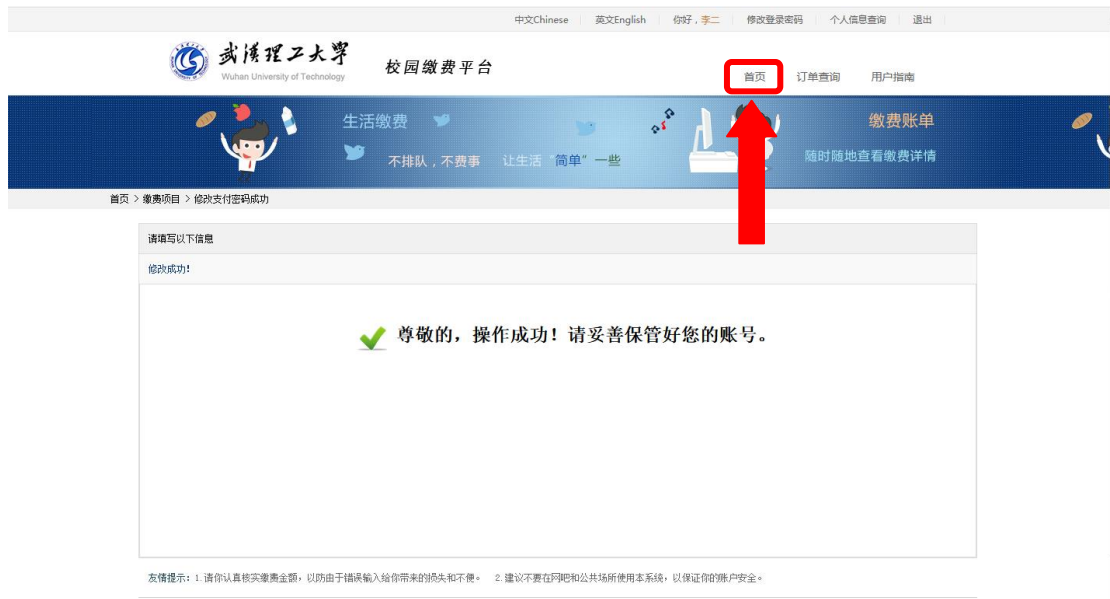 中文Chinese 英文English 你好，李二 修改登录密码 个人信息查询 退出
武汉理工大学
Wuhan University of Technology
校园缴费平台
首页 订单查询 用户指南
生活缴费
不排队，不费事 让生活“简单”一些
缴费账单
随时随地查看缴费详情
首页 > 缴费项目 > 修改支付密码成功
请填写以下信息
修改成功！
尊敬的，操作成功！请妥善保管好您的账号。
友情提示：1.请你认真核实缴费金额，以防由于错误输入给你带来的损失和不便。 2.建议不要在网吧和公共场所使用本系统，以保证你的账户安全。